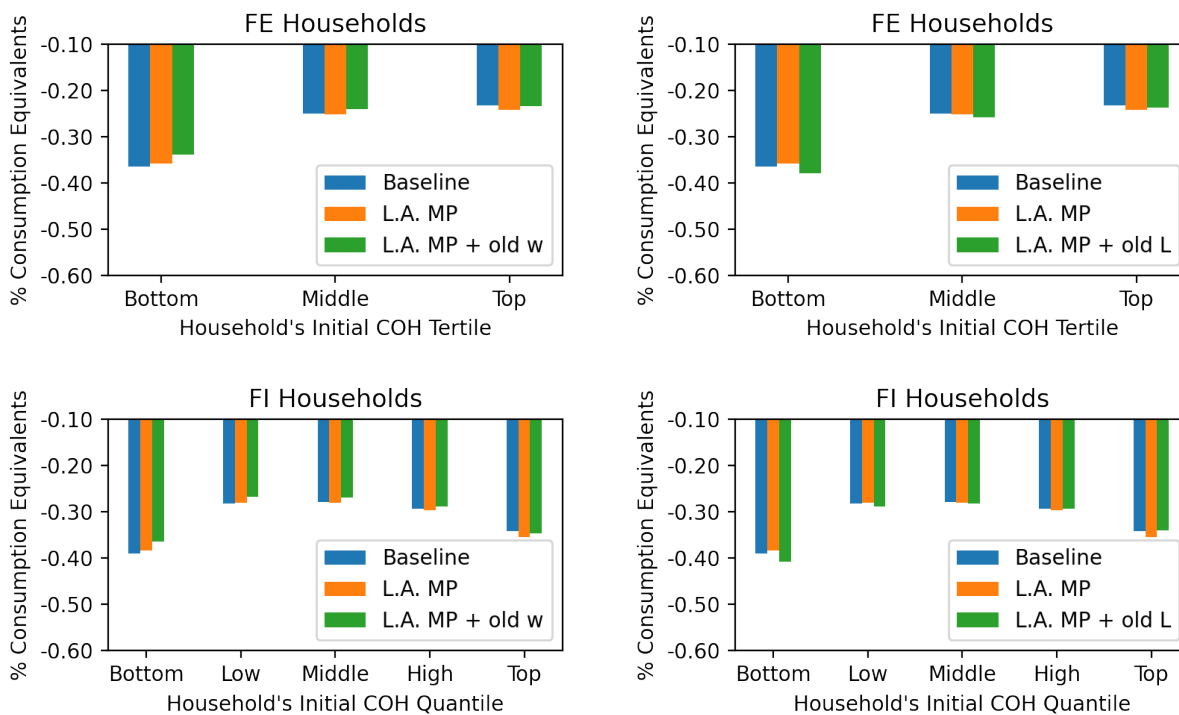 FE Households
% Consumption Equivalents
-0.10
-0.20
-0.30
-0.40
-0.50
-0.60
Baseline
L.A. MP
L.A. MP + old w
Bottom Middle Top
Household's Initial COH Tertile
FE Households
% Consumption Equivalents
-0.10
-0.20
-0.30
-0.40
-0.50
-0.60
Baseline
L.A. MP
L.A. MP + old L
Bottom Middle Top
Household's Initial COH Tertile
FI Households
% Consumption Equivalents
-0.10
-0.20
-0.30
-0.40
-0.50
-0.60
Baseline
L.A. MP
L.A. MP + old w
Bottom Low Middle High Top
Household's Initial COH Quantile
FI Households
% Consumption Equivalents
-0.10
-0.20
-0.30
-0.40
-0.50
-0.60
Baseline
L.A. MP
L.A. MP + old L
Bottom Low Middle High Top
Household's Initial COH Quantile